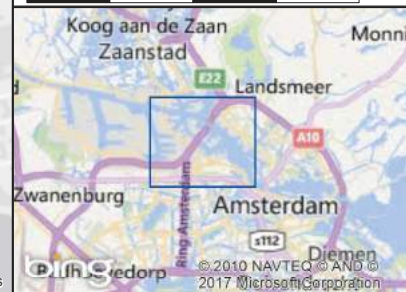 Koog aan de Zaan
Zaanstad
Monni
E22
Landsmeer
A10
Zwanenburg
Ring Amsterdam
Amsterdam
s112
Diemen
bing
© 2010 NAVTEQ © AND ©
2017 Microsoft Corporation